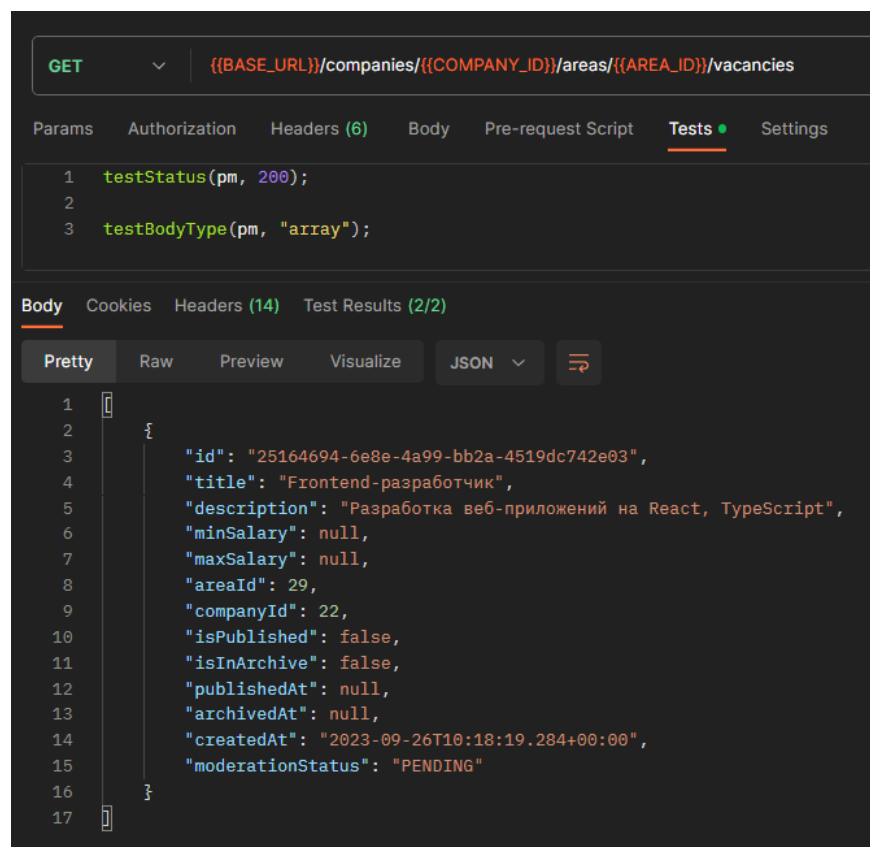 GET {{BASE_URL}}/companies/{{COMPANY_ID}}/areas/{{AREA_ID}}/vacancies
Params Authorization Headers (6) Body Pre-request Script Tests Settings
1 testStatus(pm, 200);
2
3 testBodyType(pm, "array");
Body Cookies Headers (14) Test Results (2/2)
Pretty Raw Preview Visualize JSON
1 [
2 {
3 "id": "25164694-6e8e-4a99-bb2a-4519dc742e03",
4 "title": "Frontend-разработчик",
5 "description": "Разработка веб-приложений на React, TypeScript",
6 "minSalary": null,
7 "maxSalary": null,
8 "areaId": 29,
9 "companyId": 22,
10 "isPublished": false,
11 "isInArchive": false,
12 "publishedAt": null,
13 "archivedAt": null,
14 "createdAt": "2023-09-26T10:18:19.284+00:00",
15 "moderationStatus": "PENDING"
16 }
17 ]